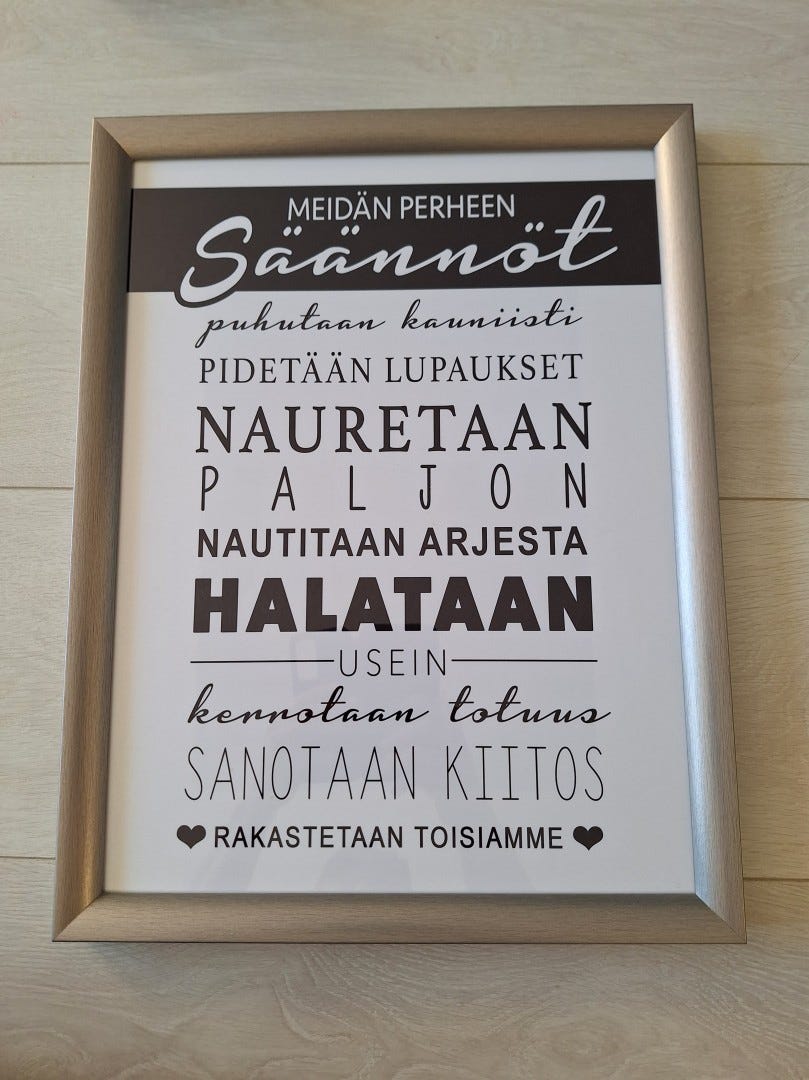 MEIDÄN PERHEEN
Säännöt
puhutaan kauniisti
PIDETÄÄN LUPAUKSET
NAURETAAN
PALJON
NAUTITAAN ARJESTA
HALATAAN
USEIN
kerrotaan totuus
SANOTAAN KIITOS
RAKASTETAAN TOISIAMME